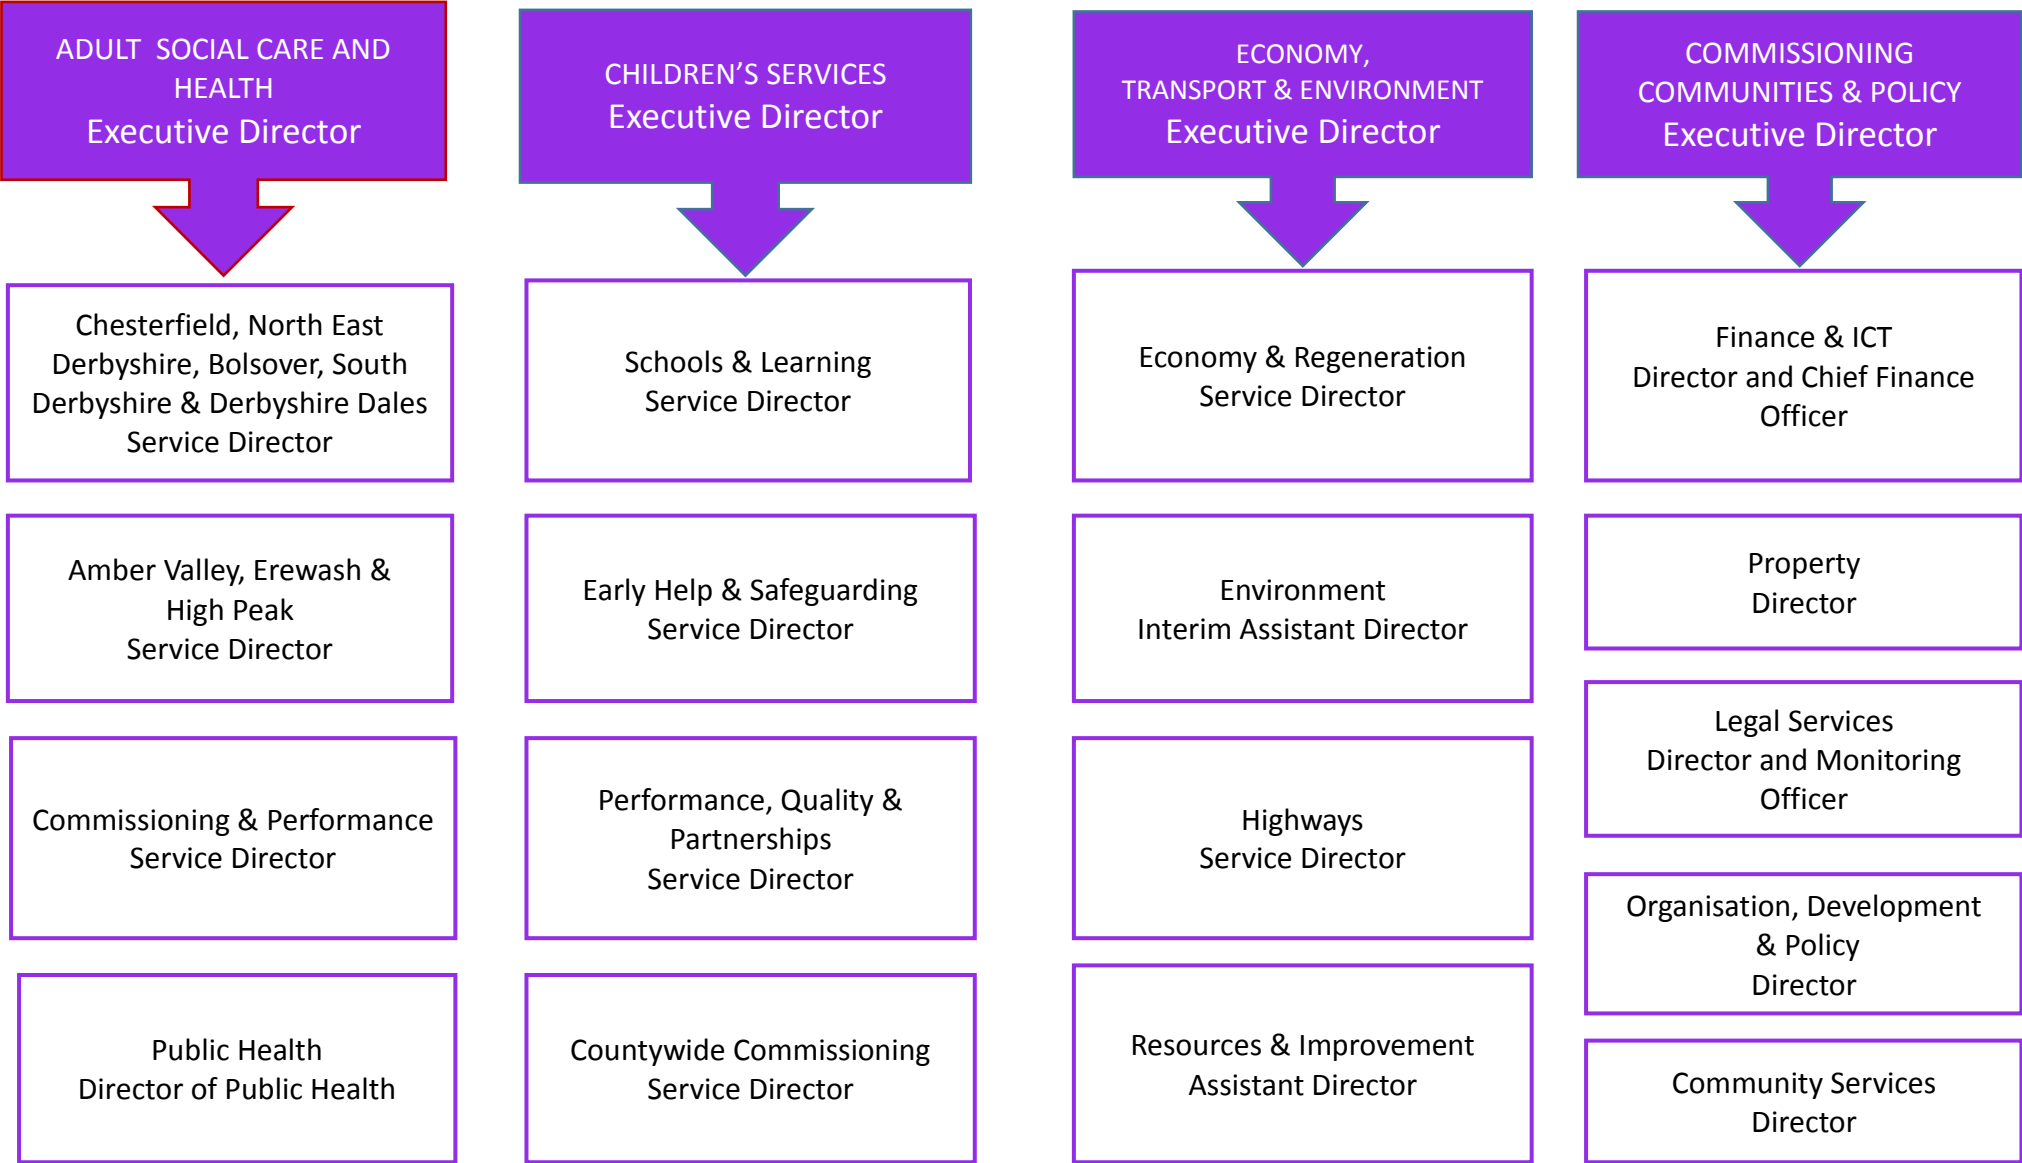 ADULT  SOCIAL CARE AND
HEALTH
Executive Director
Chesterfield, North East
Derbyshire, Bolsover, South
Derbyshire & Derbyshire Dales
Service Director
Amber Valley, Erewash &
High Peak
Service Director
Commissioning & Performance
Service Director
Public Health
Director of Public Health
CHILDREN’S SERVICES
Executive Director
Schools & Learning
Service Director
Early Help & Safeguarding
Service Director
Performance, Quality &
Partnerships
Service Director
Countywide Commissioning
Service Director
ECONOMY,
TRANSPORT & ENVIRONMENT
Executive Director
Economy & Regeneration
Service Director
Environment
Interim Assistant Director
Highways
Service Director
Resources & Improvement
Assistant Director
COMMISSIONING
COMMUNITIES & POLICY
Executive Director
Finance & ICT
Director and Chief Finance
Officer
Property
Director
Legal Services
Director and Monitoring
Officer
Organisation, Development
& Policy
Director
Community Services
Director